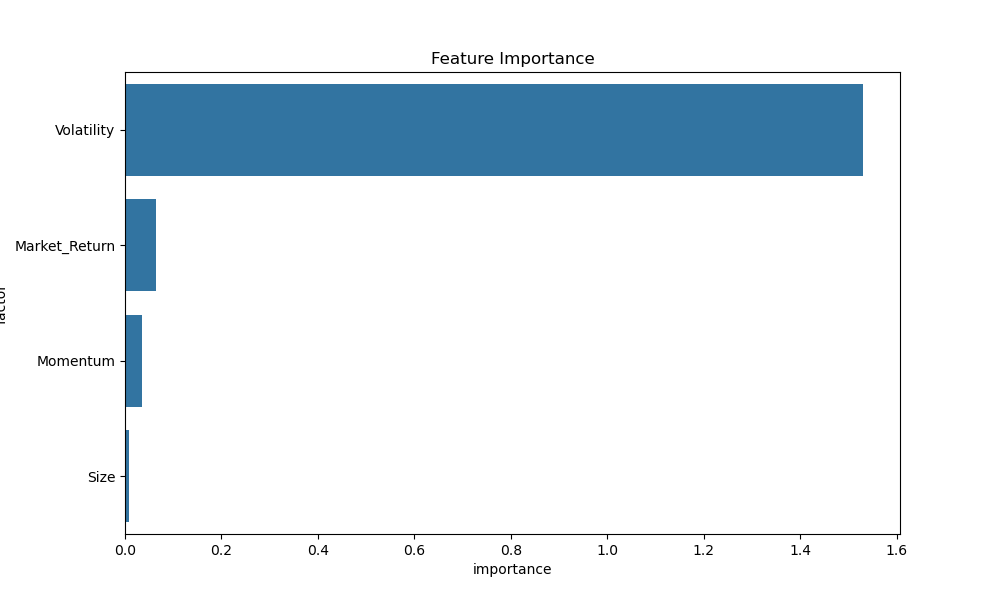 Feature Importance
Volatility
Market_Return
Momentum
Size
factor
0.0 0.2 0.4 0.6 0.8 1.0 1.2 1.4 1.6
importance